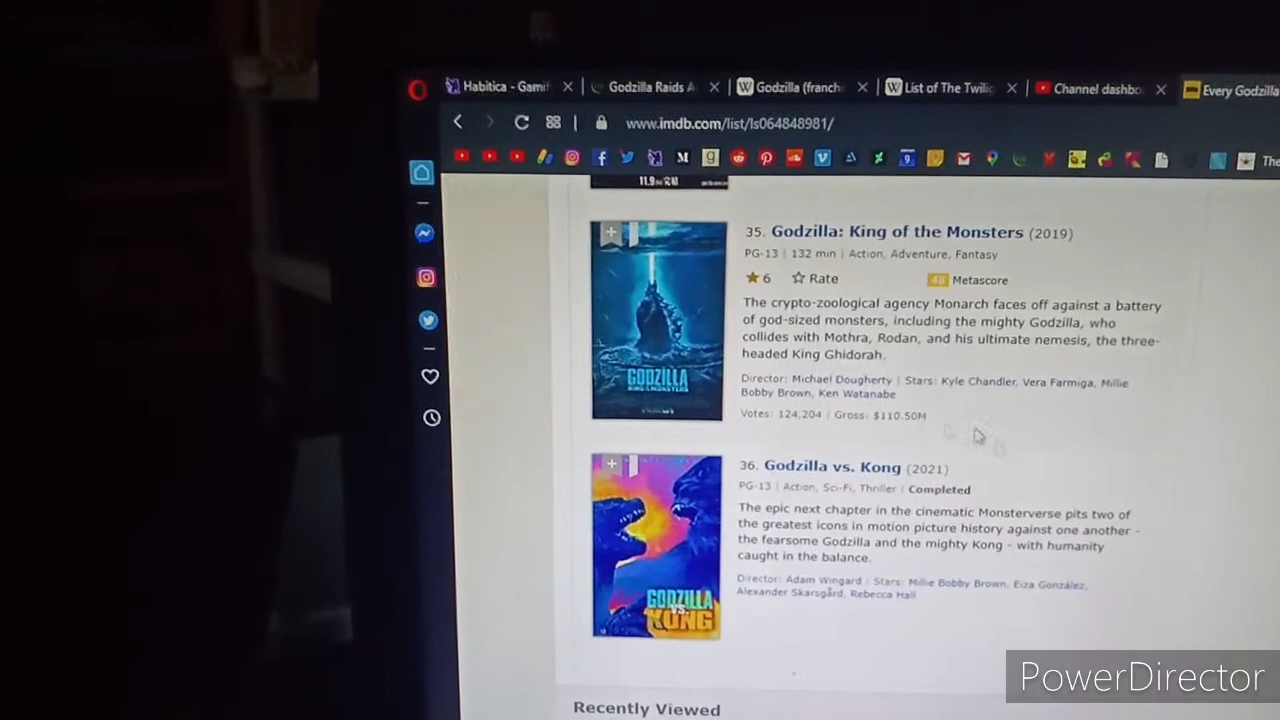 Habitica - Gamif
Godzilla Raids A
Godzilla (franch
List of The Twilig
Channel dashbo
Every Godzilla
www.imdb.com/list/ls064848981/
The
35. Godzilla: King of the Monsters (2019)
PG-13 | 132 min | Action, Adventure, Fantasy
6 Rate 48 Metascore
The crypto-zoological agency Monarch faces off against a battery
of god-sized monsters, including the mighty Godzilla, who
collides with Mothra, Rodan, and his ultimate nemesis, the three-
headed King Ghidorah.
Director: Michael Dougherty | Stars: Kyle Chandler, Vera Farmiga, Millie
Bobby Brown, Ken Watanabe
Votes: 124,204 | Gross: $110.50M
GODZILLA
KING OF THE MONSTERS
36. Godzilla vs. Kong (2021)
PG-13 | Action, Sci-Fi, Thriller | Completed
The epic next chapter in the cinematic Monsterverse pits two of
the greatest icons in motion picture history against one another -
the fearsome Godzilla and the mighty Kong - with humanity
caught in the balance.
Director: Adam Wingard | Stars: Millie Bobby Brown, Eiza González,
Alexander Skarsgård, Rebecca Hall
GODZILLA
VS.
KONG
Recently Viewed
PowerDirector